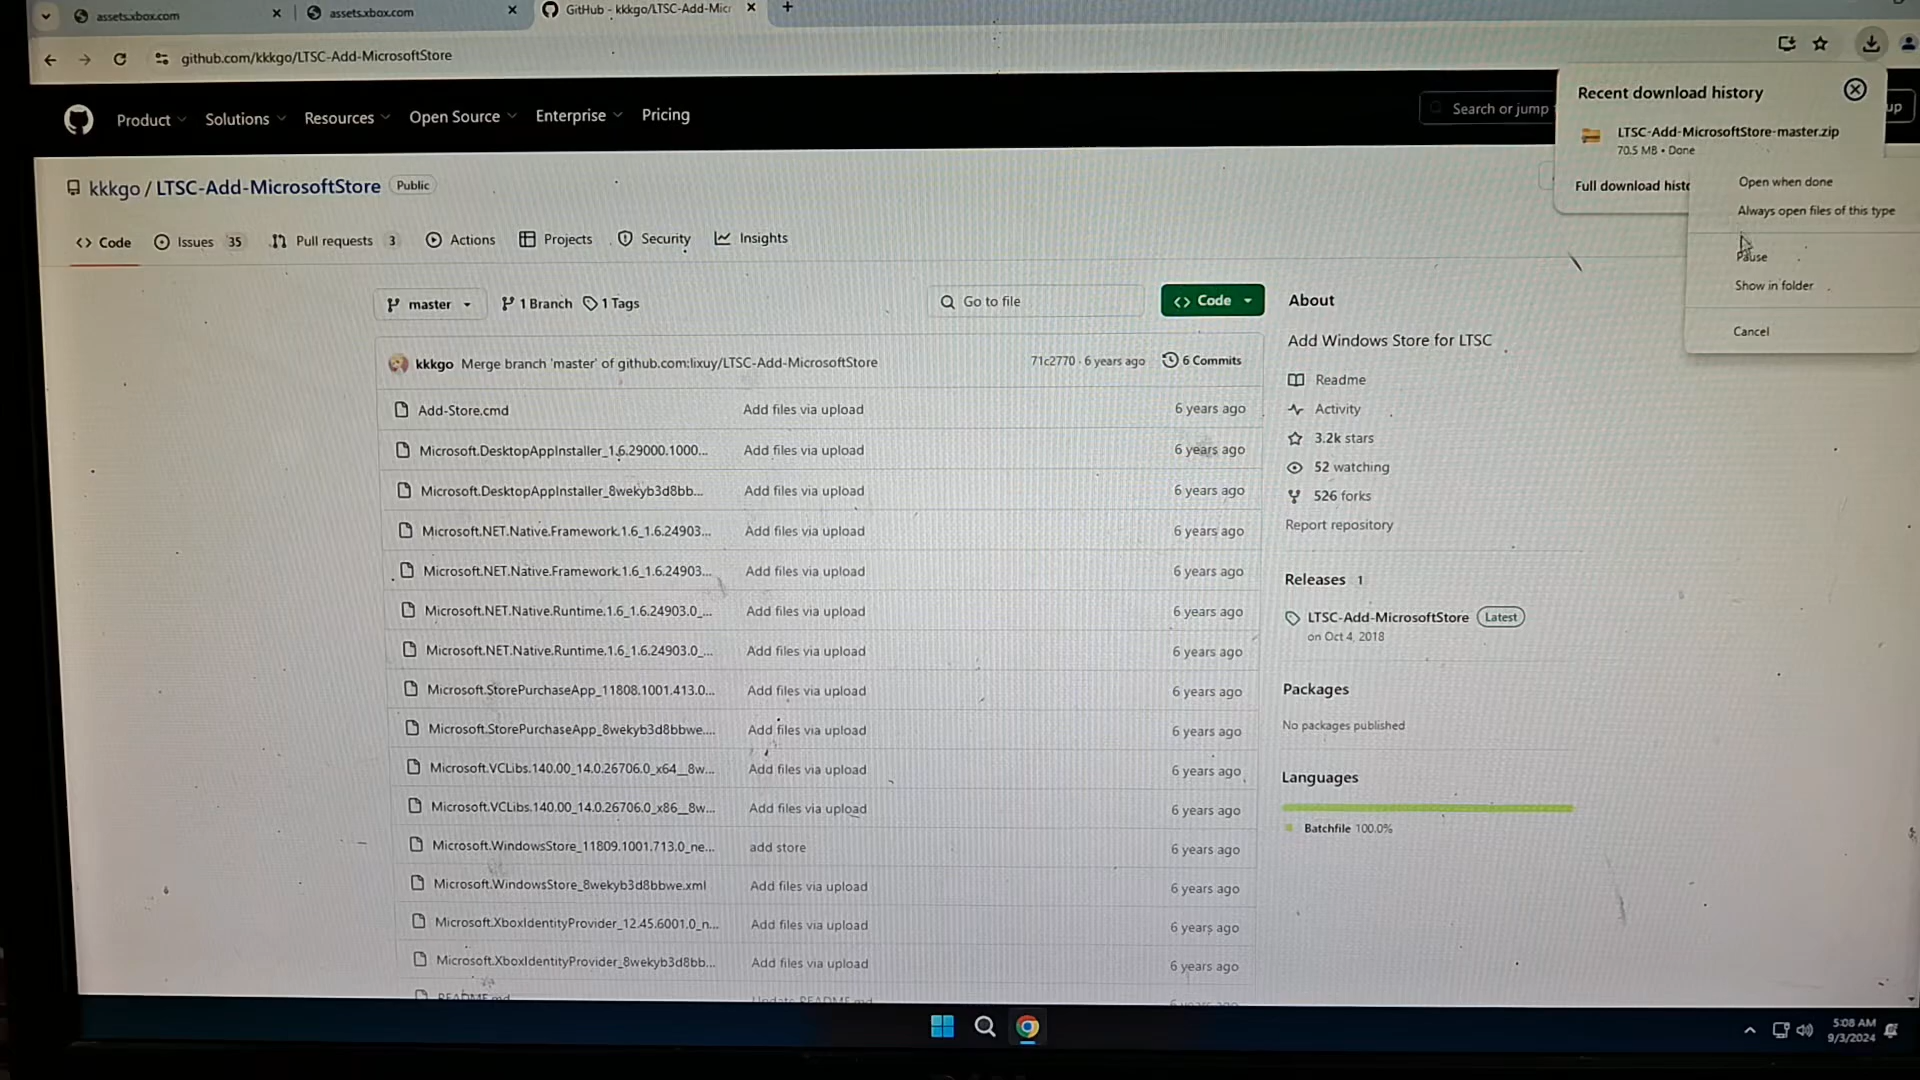 assets.xbox.com
assets.xbox.com
GitHub - kkkgo/LTSC-Add-Micr
github.com/kkkgo/LTSC-Add-MicrosoftStore
Product
Solutions
Resources
Open Source
Enterprise
Pricing
Search or jump
up
Recent download history
LTSC-Add-MicrosoftStore-master.zip
70.5 MB • Done
Full download histo
Open when done
Always open files of this type
Pause
Show in folder
Cancel
kkkgo / LTSC-Add-MicrosoftStore Public
Code
Issues 35
Pull requests 3
Actions
Projects
Security
Insights
master
1 Branch
1 Tags
Go to file
Code
kkkgo Merge branch 'master' of github.com:lixuy/LTSC-Add-MicrosoftStore 71c2770 · 6 years ago 6 Commits
Add-Store.cmd Add files via upload 6 years ago
Microsoft.DesktopAppInstaller_1.6.29000.1000... Add files via upload 6 years ago
Microsoft.DesktopAppInstaller_8wekyb3d8bb... Add files via upload 6 years ago
Microsoft.NET.Native.Framework.1.6_1.6.24903... Add files via upload 6 years ago
Microsoft.NET.Native.Framework.1.6_1.6.24903... Add files via upload 6 years ago
Microsoft.NET.Native.Runtime.1.6_1.6.24903.0_... Add files via upload 6 years ago
Microsoft.NET.Native.Runtime.1.6_1.6.24903.0_... Add files via upload 6 years ago
Microsoft.StorePurchaseApp_11808.1001.413.0... Add files via upload 6 years ago
Microsoft.StorePurchaseApp_8wekyb3d8bbwe.... Add files via upload 6 years ago
Microsoft.VCLibs.140.00_14.0.26706.0_x64__8w... Add files via upload 6 years ago
Microsoft.VCLibs.140.00_14.0.26706.0_x86__8w... Add files via upload 6 years ago
Microsoft.WindowsStore_11809.1001.713.0_ne... add store 6 years ago
Microsoft.WindowsStore_8wekyb3d8bbwe.xml Add files via upload 6 years ago
Microsoft.XboxIdentityProvider_12.45.6001.0_n... Add files via upload 6 years ago
Microsoft.XboxIdentityProvider_8wekyb3d8bb... Add files via upload 6 years ago
README.md Update README.md 6 years ago
About
Add Windows Store for LTSC
Readme
Activity
3.2k stars
52 watching
526 forks
Report repository
Releases 1
LTSC-Add-MicrosoftStore Latest
on Oct 4, 2018
Packages
No packages published
Languages
Batchfile 100.0%
5:08 AM
9/3/2024